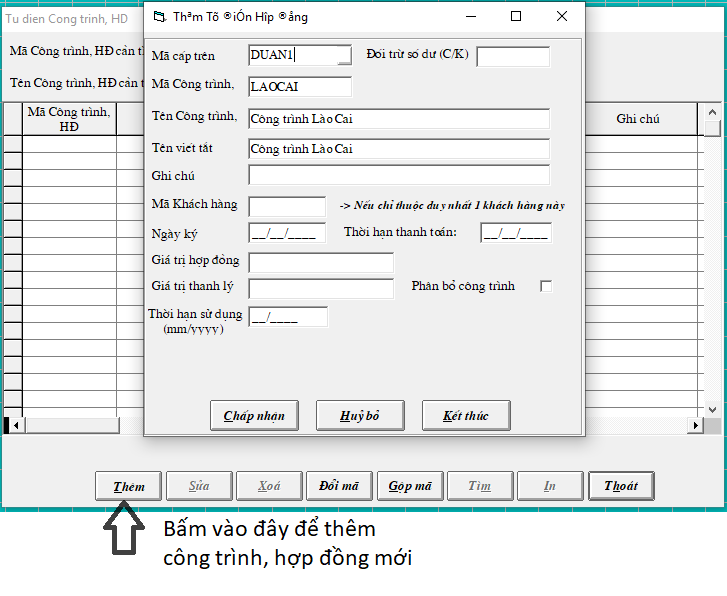 Tu dien Cong trinh, HD
Thªm Tõ ®iÓn Hîp ®ång
Mã Công trình, HĐ cần t
Tên Công trình, HĐ cần t
Mã cấp trên DUAN1 Đối trừ số dư (C/K)
Mã Công trình, LAOCAI
Tên Công trình, Công trình Lào Cai
Tên viết tắt Công trình Lào Cai
Ghi chú
Mã Khách hàng -> Nếu chỉ thuộc duy nhất 1 khách hàng này
Ngày ký __/__/____ Thời hạn thanh toán: __/__/____
Giá trị hợp đồng
Giá trị thanh lý Phân bổ công trình
Thời hạn sử dụng __/____
(mm/yyyy)
Chấp nhận Huỷ bỏ Kết thúc
Mã Công trình,
HĐ
Ghi chú
Thêm Sửa Xoá Đổi mã Gộp mã Tìm In Thoát
Bấm vào đây để thêm
công trình, hợp đồng mới